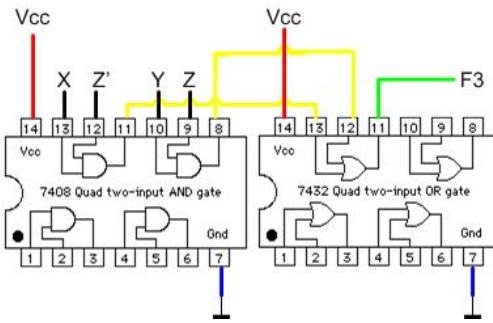 Vcc Vcc
X Z' Y Z F3
14 13 12 11 10 9 8 14 13 12 11 10 9 8
Vcc Vcc
7408 Quad two-input AND gate 7432 Quad two-input OR gate
Gnd Gnd
1 2 3 4 5 6 7 1 2 3 4 5 6 7